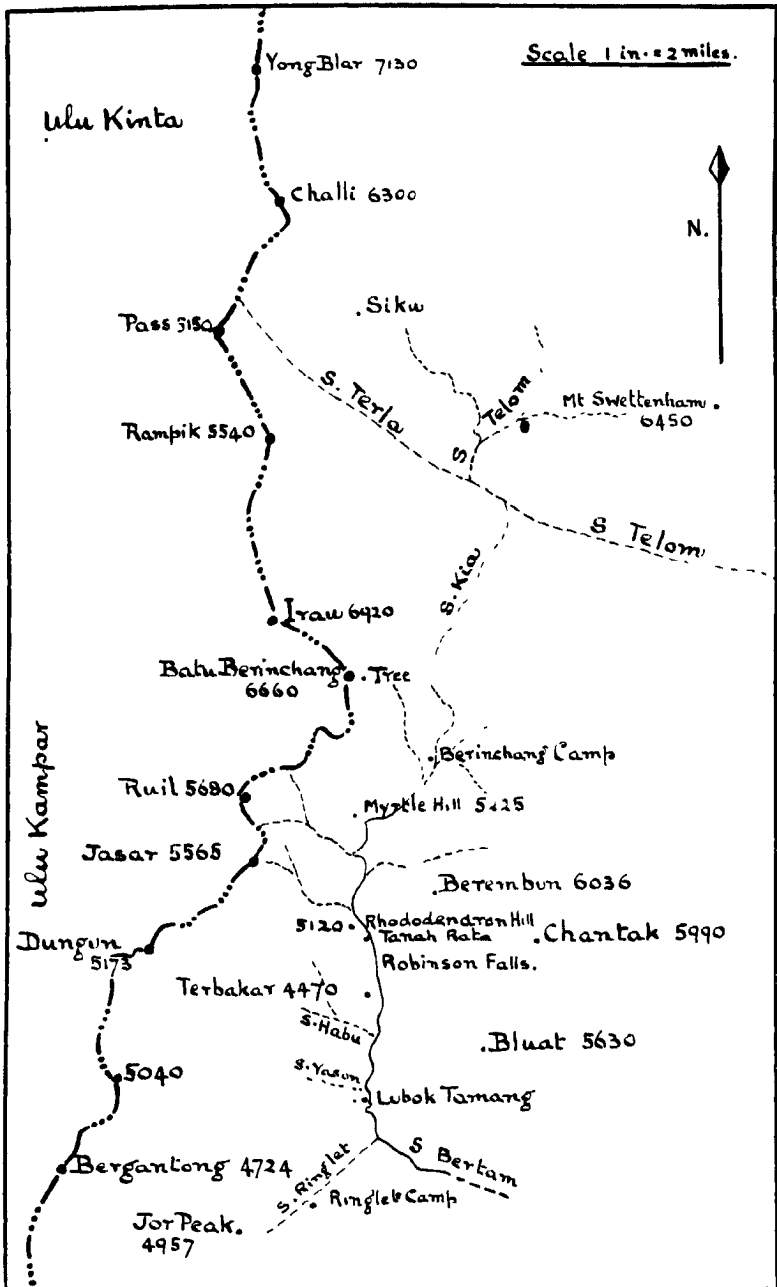 Scale 1 in. = 2 miles.
Yong Blar 7130
Ulu Kinta
Challi 6300
N.
Siku
Pass 5150
S. Terla
S Telom
Mt Swettenham
6450
Rampik 5540
S Telom
S. Kia
Irau 6920
Batu Berinchang
6660
Tree
Ulu Kampar
Berinchang Camp
Ruil 5680
Myrtle Hill 5425
Jasar 5565
Berembun 6036
5120
Rhododendron Hill
Tanah Rata
Chantak 5990
Dungun
5173
Robinson Falls.
Terbakar 4470
S. Habu
Bluat 5630
S. Yasun
5040
Lubok Tamang
Bergantong 4724
S. Ringlet
S Bertam
Ringlet Camp
Jor Peak
4957